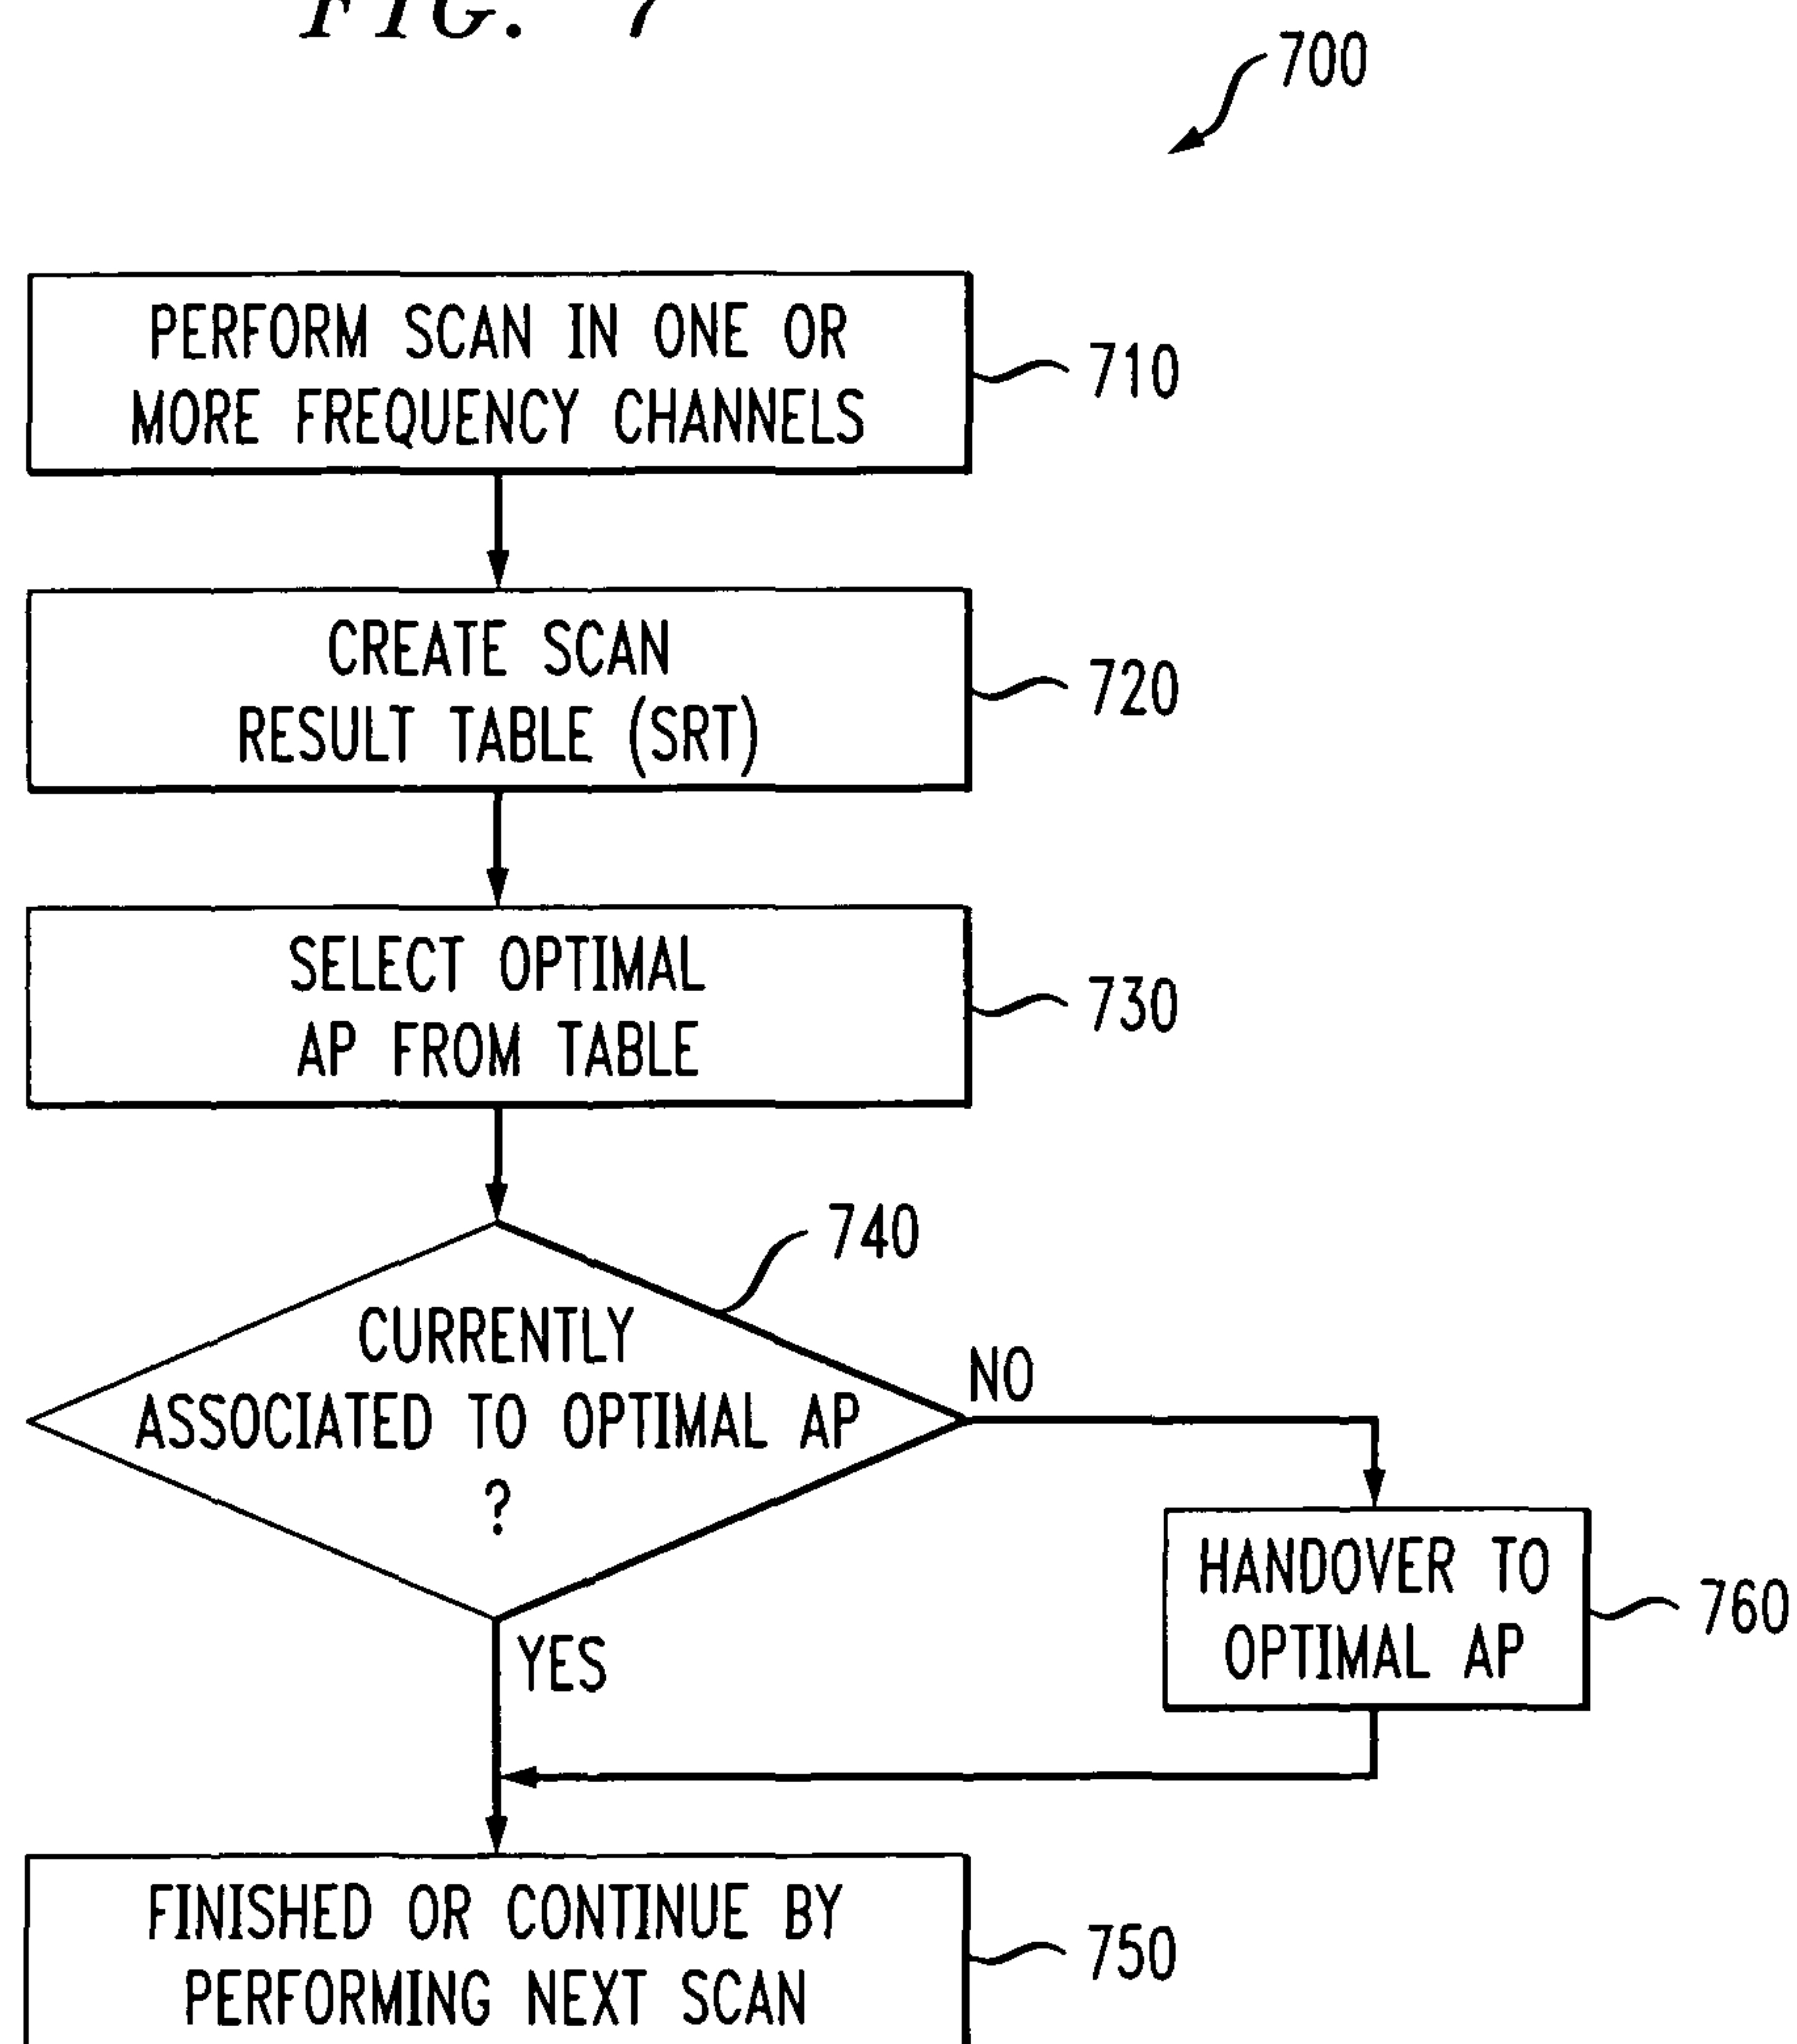 FIG. 7
700
PERFORM SCAN IN ONE OR
MORE FREQUENCY CHANNELS
710
CREATE SCAN
RESULT TABLE (SRT)
720
SELECT OPTIMAL
AP FROM TABLE
730
740
CURRENTLY
ASSOCIATED TO OPTIMAL AP
?
NO
HANDOVER TO
OPTIMAL AP
760
YES
FINISHED OR CONTINUE BY
PERFORMING NEXT SCAN
750